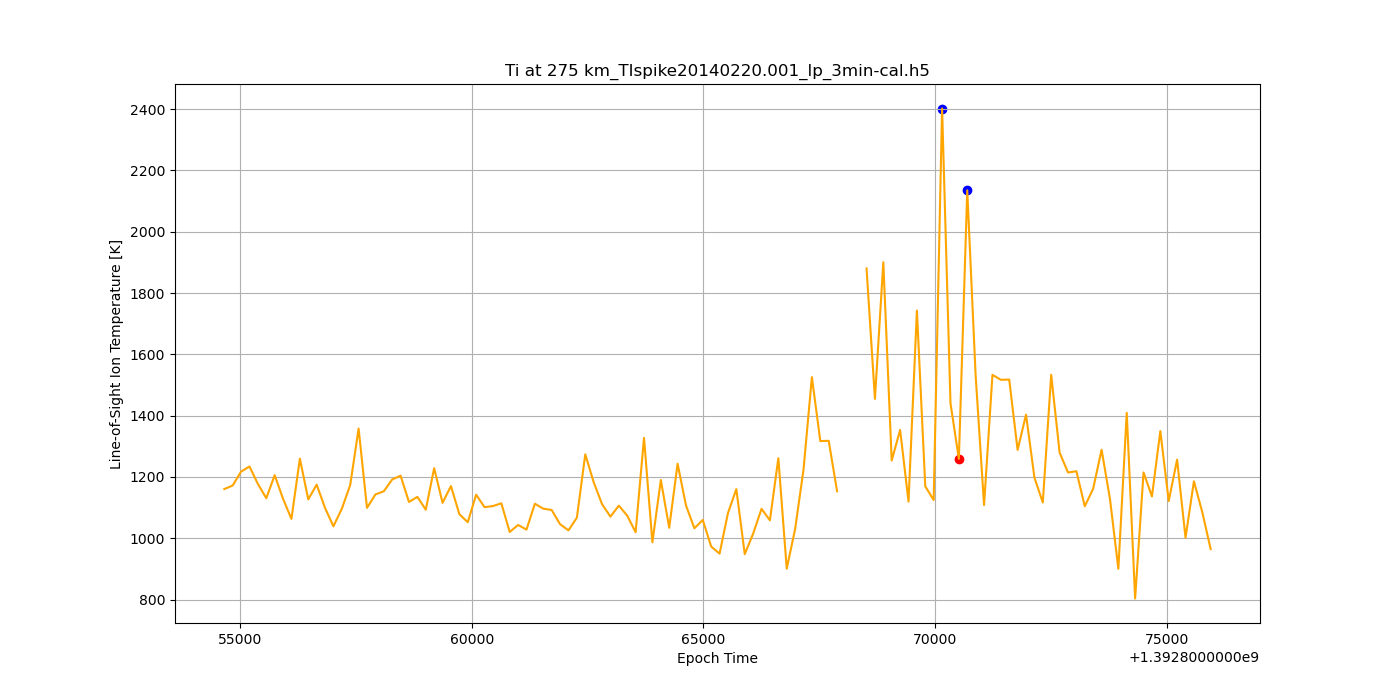 Ti at 275 km_TIspike20140220.001_lp_3min-cal.h5
Line-of-Sight Ion Temperature [K]
2400
2200
2000
1800
1600
1400
1200
1000
800
55000 60000 65000 70000 75000
Epoch Time
+1.3928000000e9